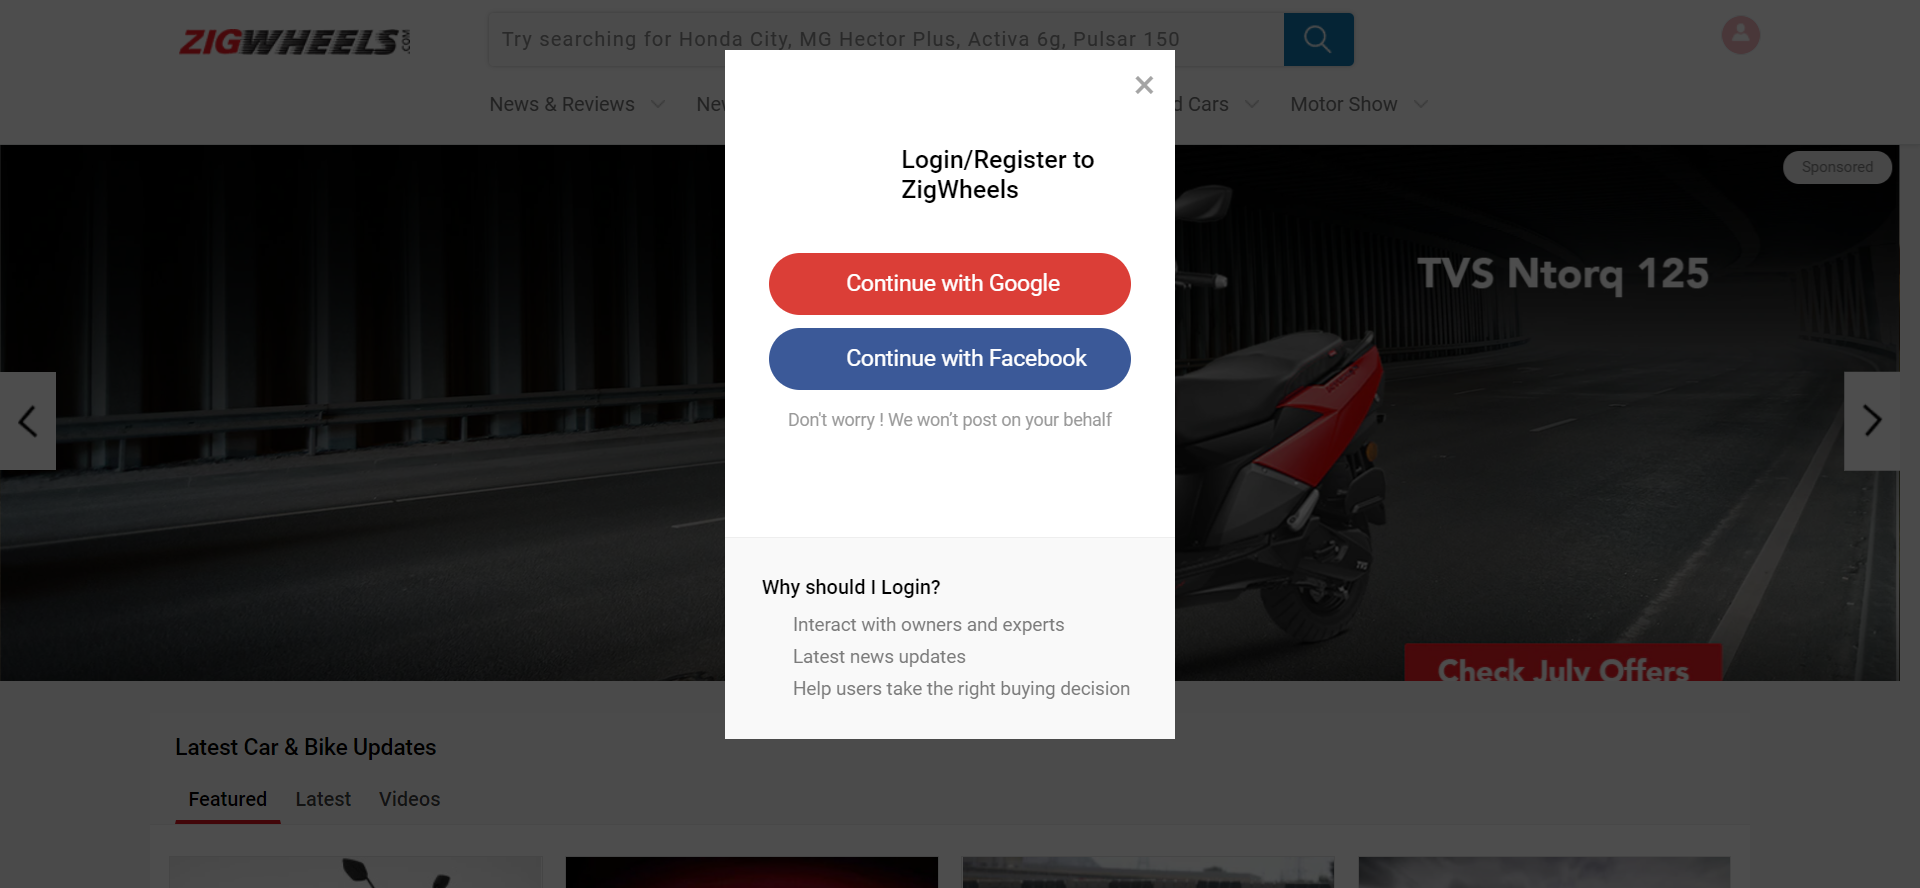 ZIGWHEELS.COM
Try searching for Honda City, MG Hector Plus, Activa 6g, Pulsar 150
News & Reviews
Cars
Motor Show
Login/Register to
ZigWheels
Sponsored
TVS Ntorq 125
Continue with Google
Continue with Facebook
Don't worry ! We won’t post on your behalf
Why should I Login?
Interact with owners and experts
Latest news updates
Help users take the right buying decision
Check July Offers
Latest Car & Bike Updates
Featured
Latest
Videos